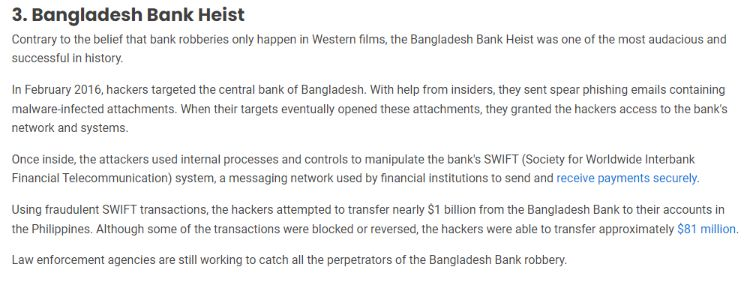 3. Bangladesh Bank Heist
Contrary to the belief that bank robberies only happen in Western films, the Bangladesh Bank Heist was one of the most audacious and
successful in history.
In February 2016, hackers targeted the central bank of Bangladesh. With help from insiders, they sent spear phishing emails containing
malware-infected attachments. When their targets eventually opened these attachments, they granted the hackers access to the bank's
network and systems.
Once inside, the attackers used internal processes and controls to manipulate the bank's SWIFT (Society for Worldwide Interbank
Financial Telecommunication) system, a messaging network used by financial institutions to send and receive payments securely.
Using fraudulent SWIFT transactions, the hackers attempted to transfer nearly $1 billion from the Bangladesh Bank to their accounts in
the Philippines. Although some of the transactions were blocked or reversed, the hackers were able to transfer approximately $81 million.
Law enforcement agencies are still working to catch all the perpetrators of the Bangladesh Bank robbery.